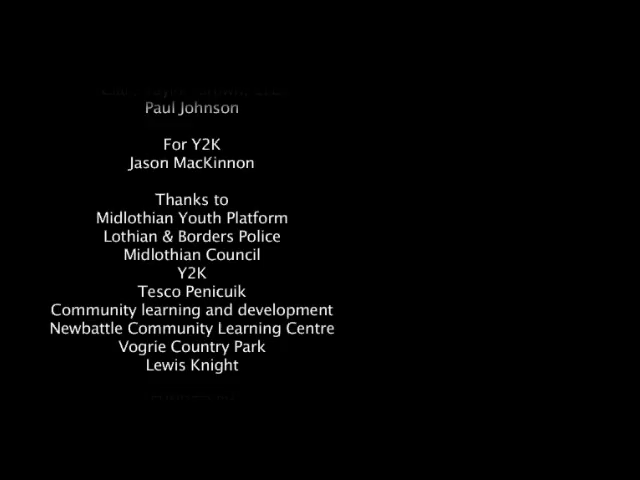 Paul Johnson
For Y2K
Jason MacKinnon
Thanks to
Midlothian Youth Platform
Lothian & Borders Police
Midlothian Council
Y2K
Tesco Penicuik
Community learning and development
Newbattle Community Learning Centre
Vogrie Country Park
Lewis Knight